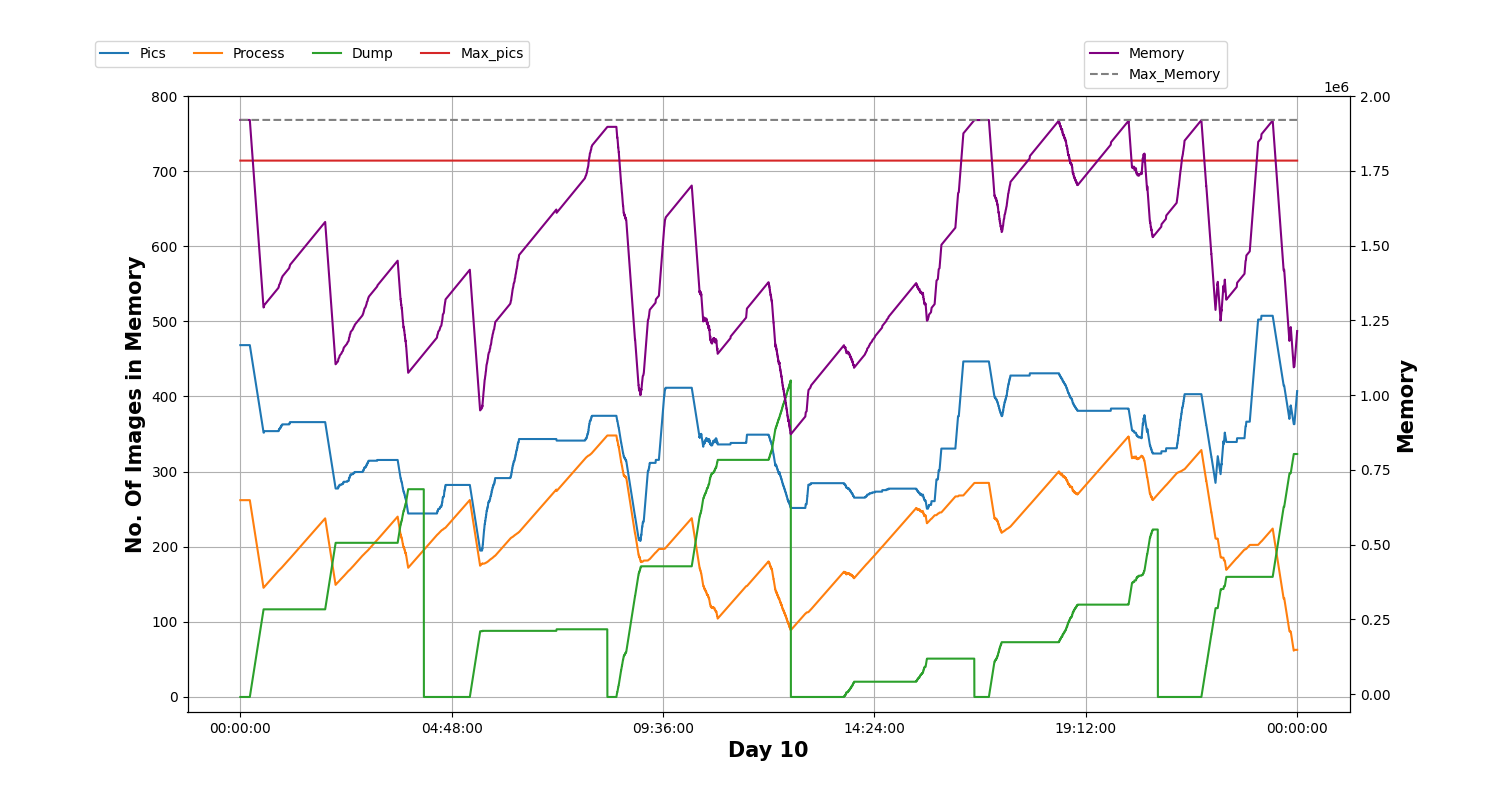 Pics Process Dump Max_pics
Memory
Max_Memory
1e6
800
700
600
500
400
300
200
100
0
No. Of Images in Memory
2.00
1.75
1.50
1.25
1.00
0.75
0.50
0.25
0.00
Memory
00:00:00 04:48:00 09:36:00 14:24:00 19:12:00 00:00:00
Day 10